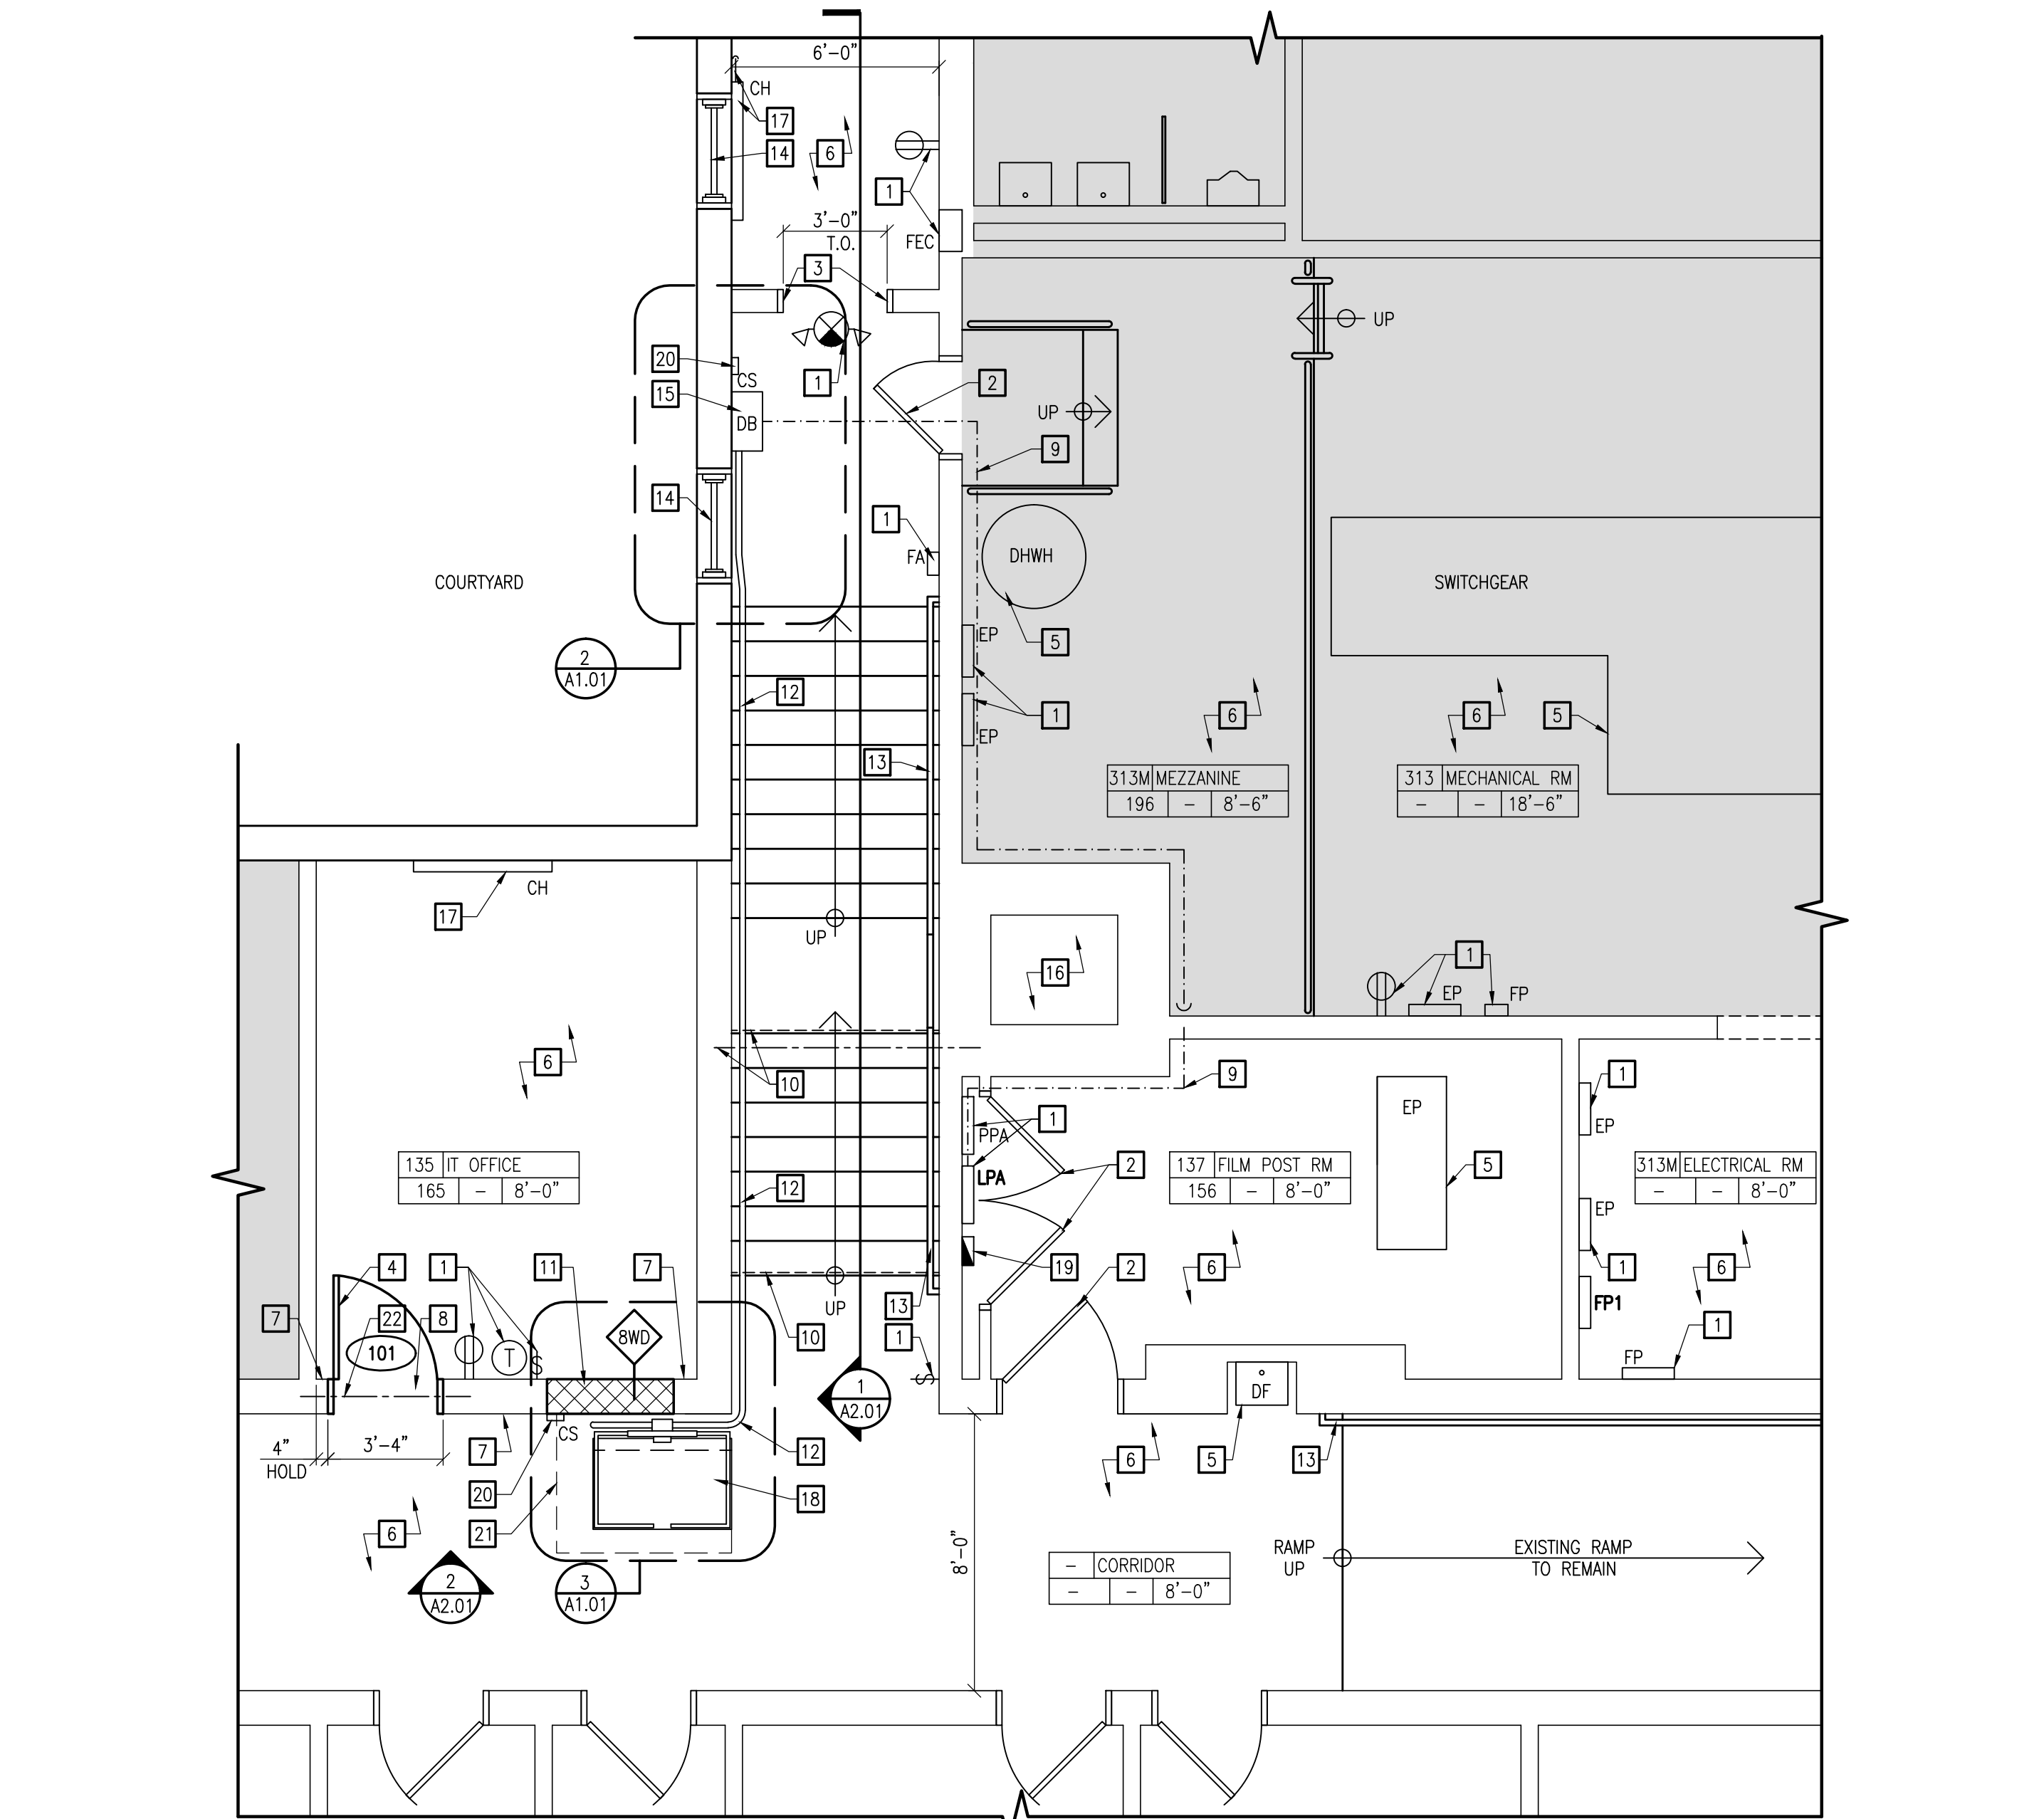 6'-0"
CH
17
14
6
1
3'-0"
T.O.
FEC
3
UP
20
CS
1
2
15
DB
UP
9
14
1
FA
DHWH
COURTYARD
SWITCHGEAR
EP
5
2
A1.01
12
1
EP
6
6
5
13
313M MEZZANINE
196 - 8'-6"
313 MECHANICAL RM
- - 18'-6"
CH
17
UP
16
1
EP
FP
6
10
9
1
EP
1
PPA
EP
135 IT OFFICE
165 - 8'-0"
12
LPA
2
137 FILM POST RM
156 - 8'-0"
5
313M ELECTRICAL RM
- - 8'-0"
EP
4
1
11
7
19
2
6
1
6
UP
13
FP1
7
22
8
8WD
10
1
1
101
T
S
S
FP
1
A2.01
DF
CS
4"
HOLD
3'-4"
7
12
6
5
13
20
18
6
21
8'-0"
RAMP
UP
EXISTING RAMP
TO REMAIN
- CORRIDOR
- - 8'-0"
2
A2.01
3
A1.01